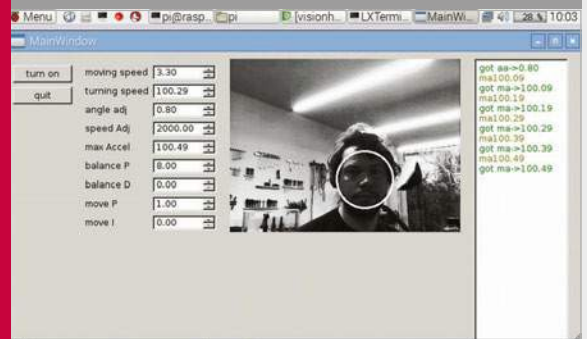 Menu pi@rasp... pi [visionh... LXTermi... MainWi... 28 % 10:03
MainWindow
turn on
quit
moving speed 3.30
turning speed 100.29
angle adj 0.80
speed Adj 2000.00
max Accel 100.49
balance P 8.00
balance D 0.00
move P 1.00
move I 0.00
got aa->0.80
ma100.09
got ma->100.09
ma100.19
got ma->100.19
ma100.29
got ma->100.29
ma100.39
got ma->100.39
ma100.49
got ma->100.49